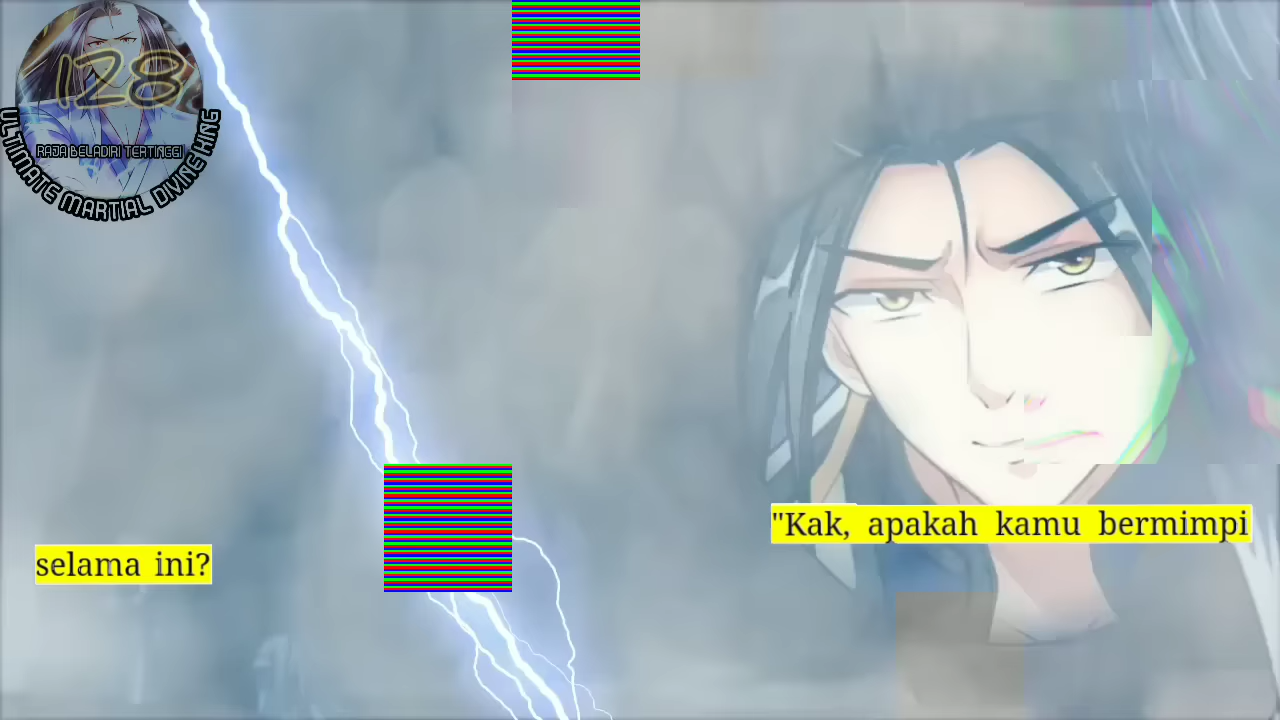 128
RAJA BELADIRI TERTINGGI
ULTIMATE MARTIAL DIVINE KING
"Kak, apakah kamu bermimpi
selama ini?